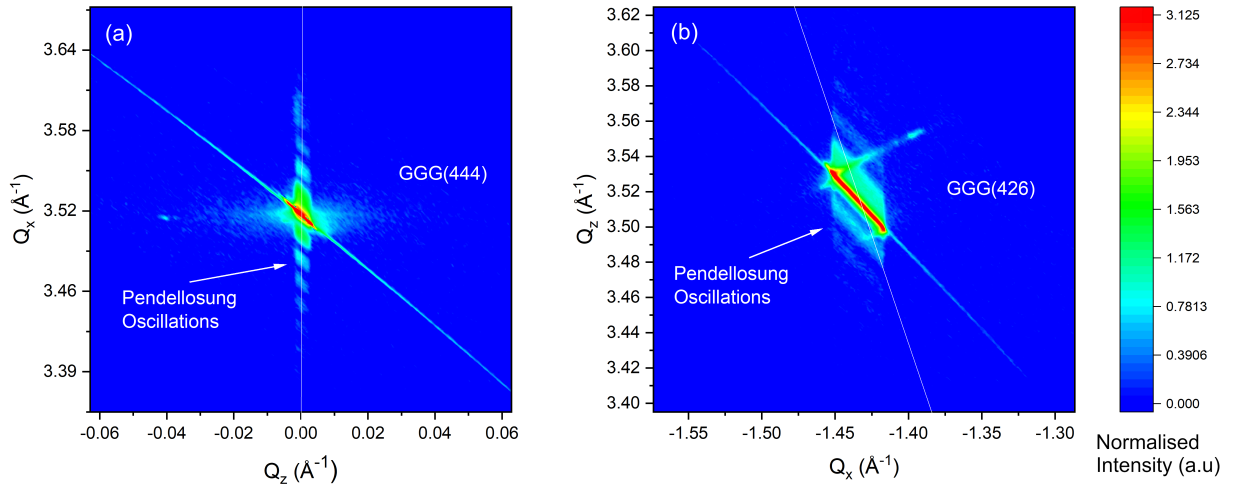 (a)
3.64
3.58
3.52
3.46
3.39
Qx (Å-1)
GGG(444)
Pendellosung
Oscillations
-0.06 -0.04 -0.02 0.00 0.02 0.04 0.06
Qz (Å-1)
(b)
3.62
3.60
3.58
3.56
3.54
3.52
3.50
3.48
3.46
3.44
3.42
3.40
Qz (Å-1)
GGG(426)
Pendellosung
Oscillations
-1.55 -1.50 -1.45 -1.40 -1.35 -1.30
Qx (Å-1)
3.125
2.734
2.344
1.953
1.563
1.172
0.7813
0.3906
0.000
Normalised
Intensity (a.u)